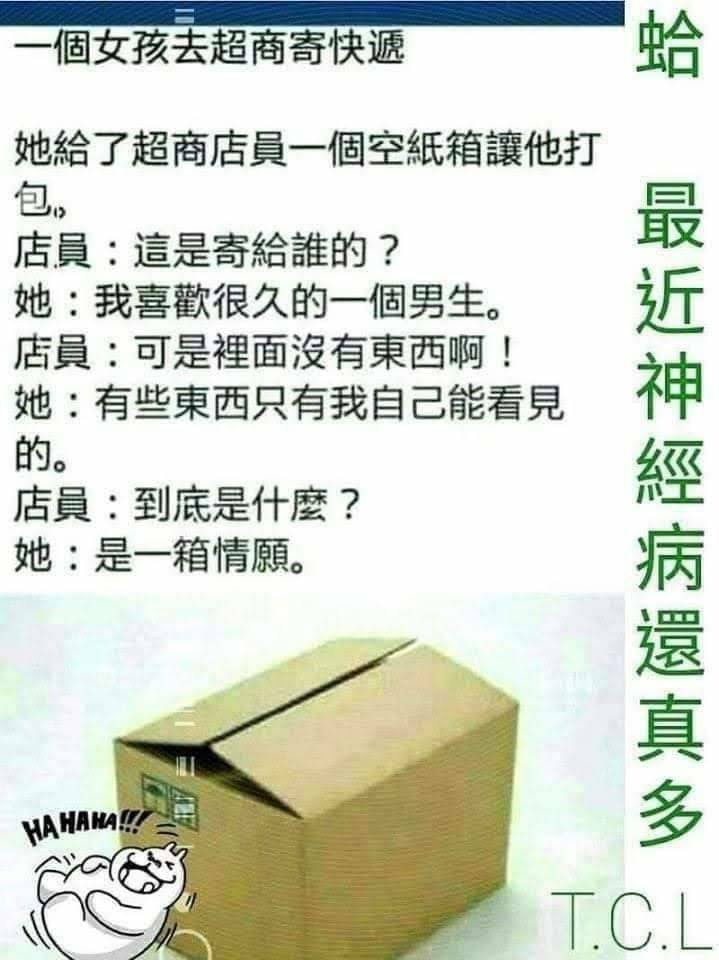 一個女孩去超商寄快遞
她給了超商店員一個空紙箱讓他打
包。
店員：這是寄給誰的？
她：我喜歡很久的一個男生。
店員：可是裡面沒有東西啊！
她：有些東西只有我自己能看見
的。
店員：到底是什麼？
她：是一箱情願。
蛤 最近神經病還真多
HAHAHA!!!
T.C.L